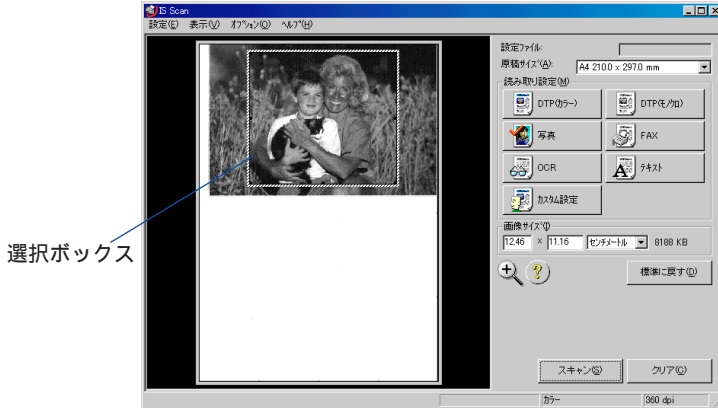 IS Scan
設定(E) 表示(V) ｵﾌﾟｼｮﾝ(O) ﾍﾙﾌﾟ(H)
設定ﾌｧｲﾙ:
原稿ｻｲｽﾞ(A): A4 210.0 x 297.0 mm
読み取り設定(M)
DTP(ｶﾗｰ) DTP(ﾓﾉｸﾛ)
写真 FAX
OCR ﾃｷｽﾄ
ｶｽﾀﾑ設定
画像ｻｲｽﾞ(I)
12.46 × 11.16 ｾﾝﾁﾒｰﾄﾙ 8188 KB
選択ボックス
標準に戻す(D)
スキャン(S) クリア(C)
ｶﾗｰ 360 dpi